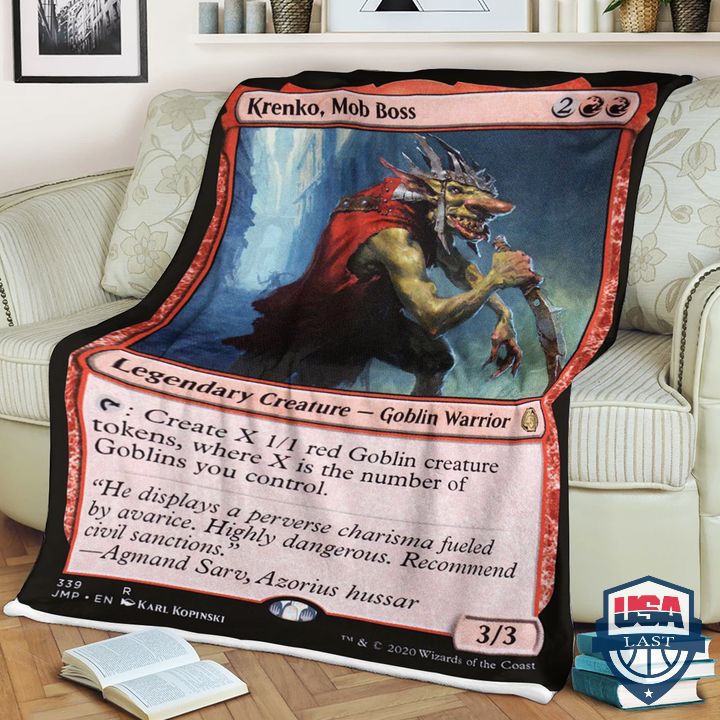 Krenko, Mob Boss 2
Legendary Creature — Goblin Warrior
: Create X 1/1 red Goblin creature
tokens, where X is the number of
Goblins you control.
“He displays a perverse charisma fueled
by avarice. Highly dangerous. Recommend
civil sanctions.”
—Agmand Sarv, Azorius hussar
3/3
339 R
JMP • EN KARL KOPINSKI
™ & © 2020 Wizards of the Coast
USA
LAST